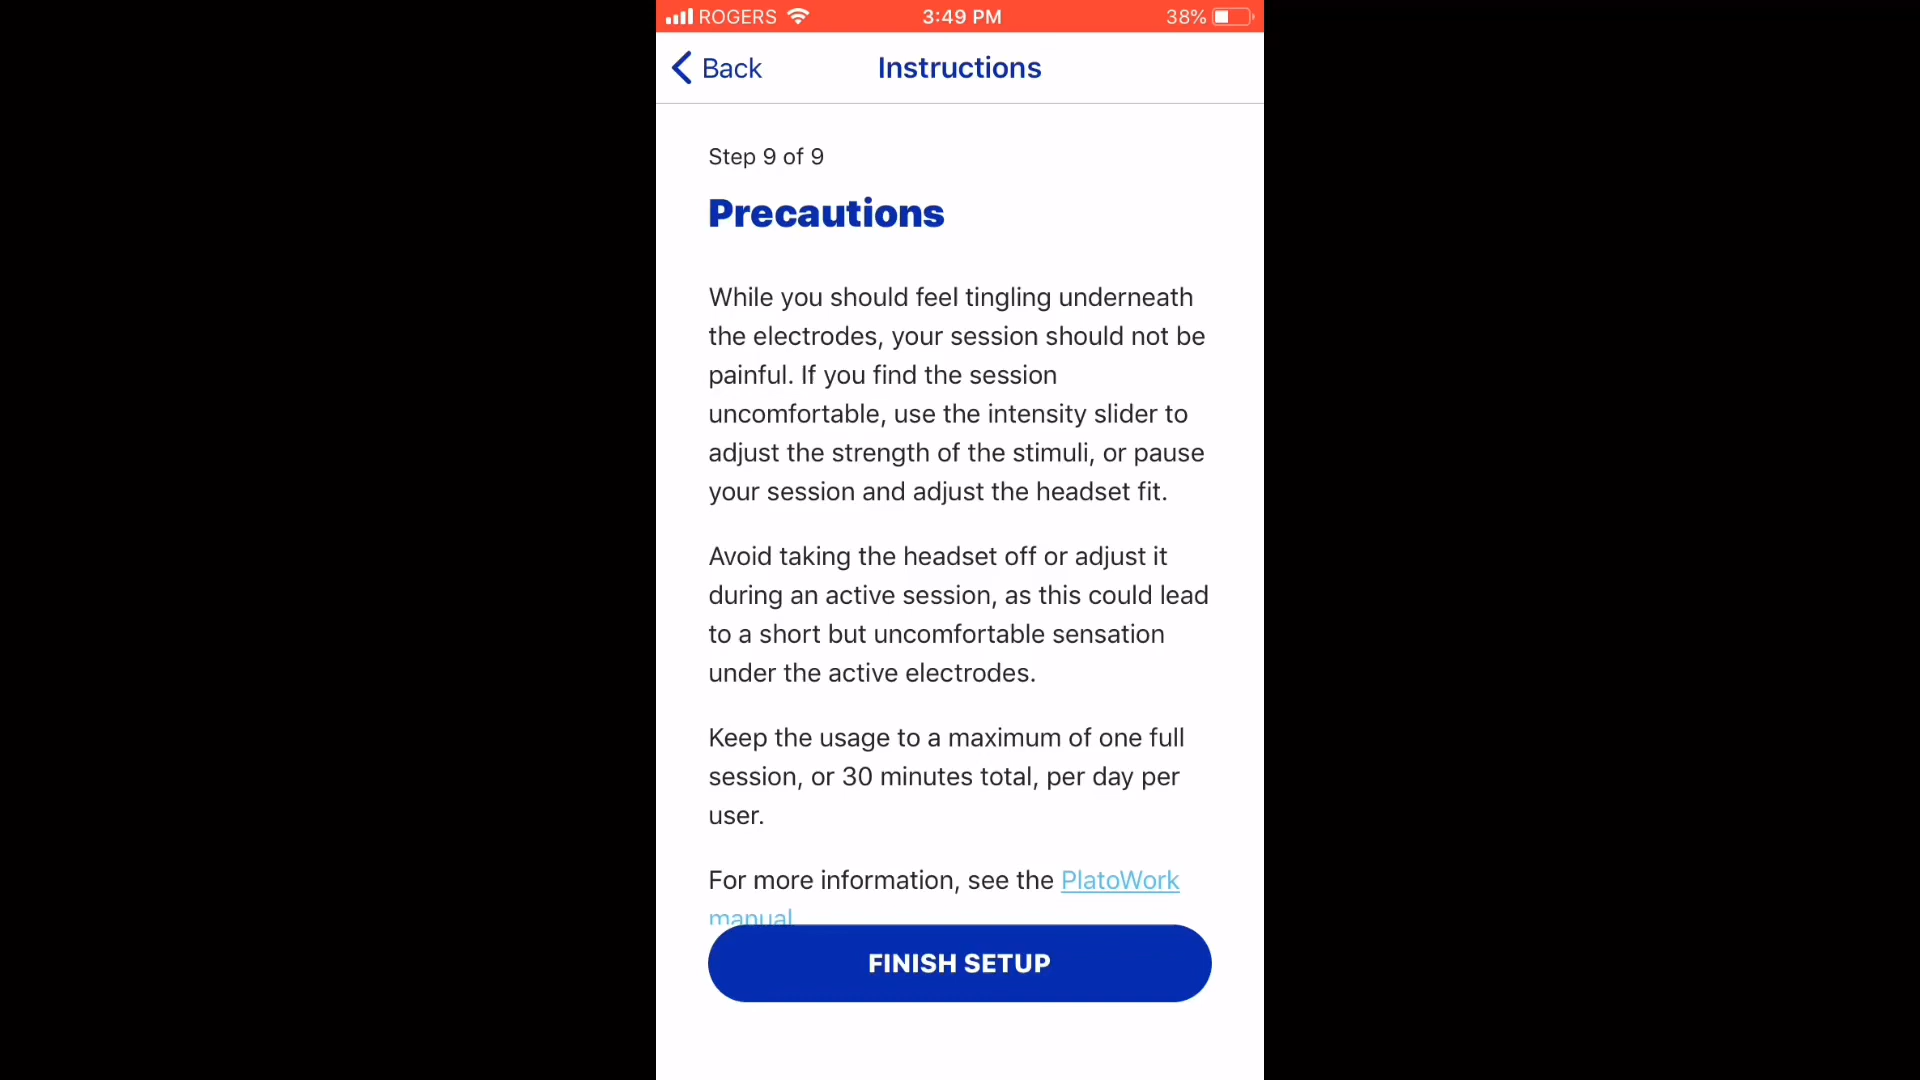 ROGERS 3:49 PM 38%
Back Instructions
Step 9 of 9
Precautions
While you should feel tingling underneath
the electrodes, your session should not be
painful. If you find the session
uncomfortable, use the intensity slider to
adjust the strength of the stimuli, or pause
your session and adjust the headset fit.
Avoid taking the headset off or adjust it
during an active session, as this could lead
to a short but uncomfortable sensation
under the active electrodes.
Keep the usage to a maximum of one full
session, or 30 minutes total, per day per
user.
For more information, see the PlatoWork
manual
FINISH SETUP